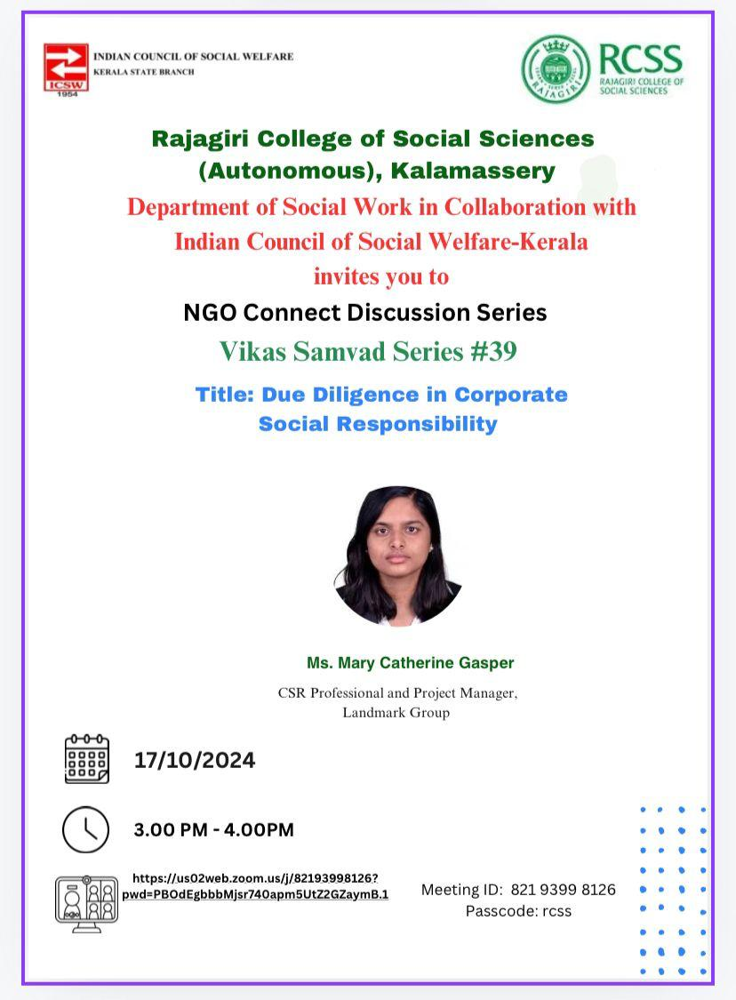 INDIAN COUNCIL OF SOCIAL WELFARE
KERALA STATE BRANCH
ICSW
1954
RAJAGIRI
RCSS
RAJAGIRI COLLEGE OF
SOCIAL SCIENCES
Rajagiri College of Social Sciences
(Autonomous), Kalamassery
Department of Social Work in Collaboration with
Indian Council of Social Welfare-Kerala
invites you to
NGO Connect Discussion Series
Vikas Samvad Series #39
Title: Due Diligence in Corporate
Social Responsibility
Ms. Mary Catherine Gasper
CSR Professional and Project Manager,
Landmark Group
17/10/2024
3.00 PM - 4.00PM
https://us02web.zoom.us/j/82193998126?
pwd=PBOdEgbbbMjsr740apm5UtZ2GZaymB.1
Meeting ID: 821 9399 8126
Passcode: rcss